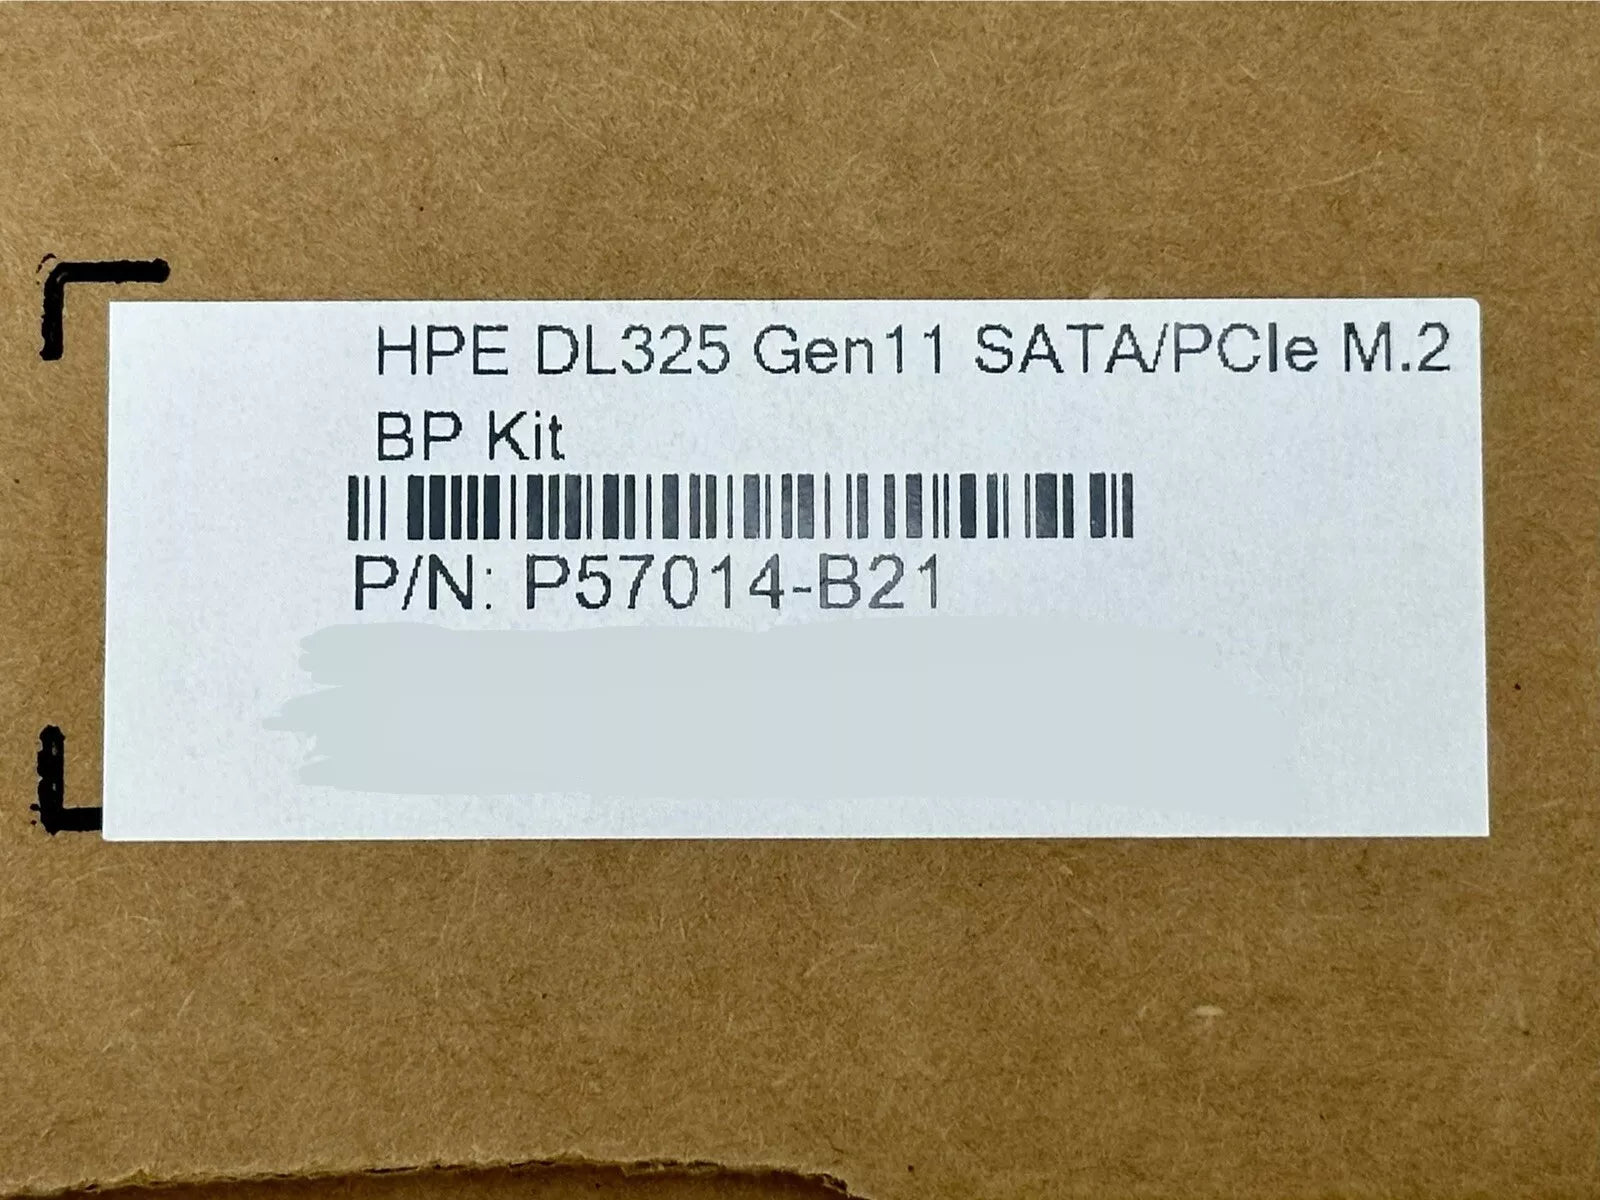 HPE DL325 Gen11 SATA/PCIe M.2
BP Kit
P/N: P57014-B21